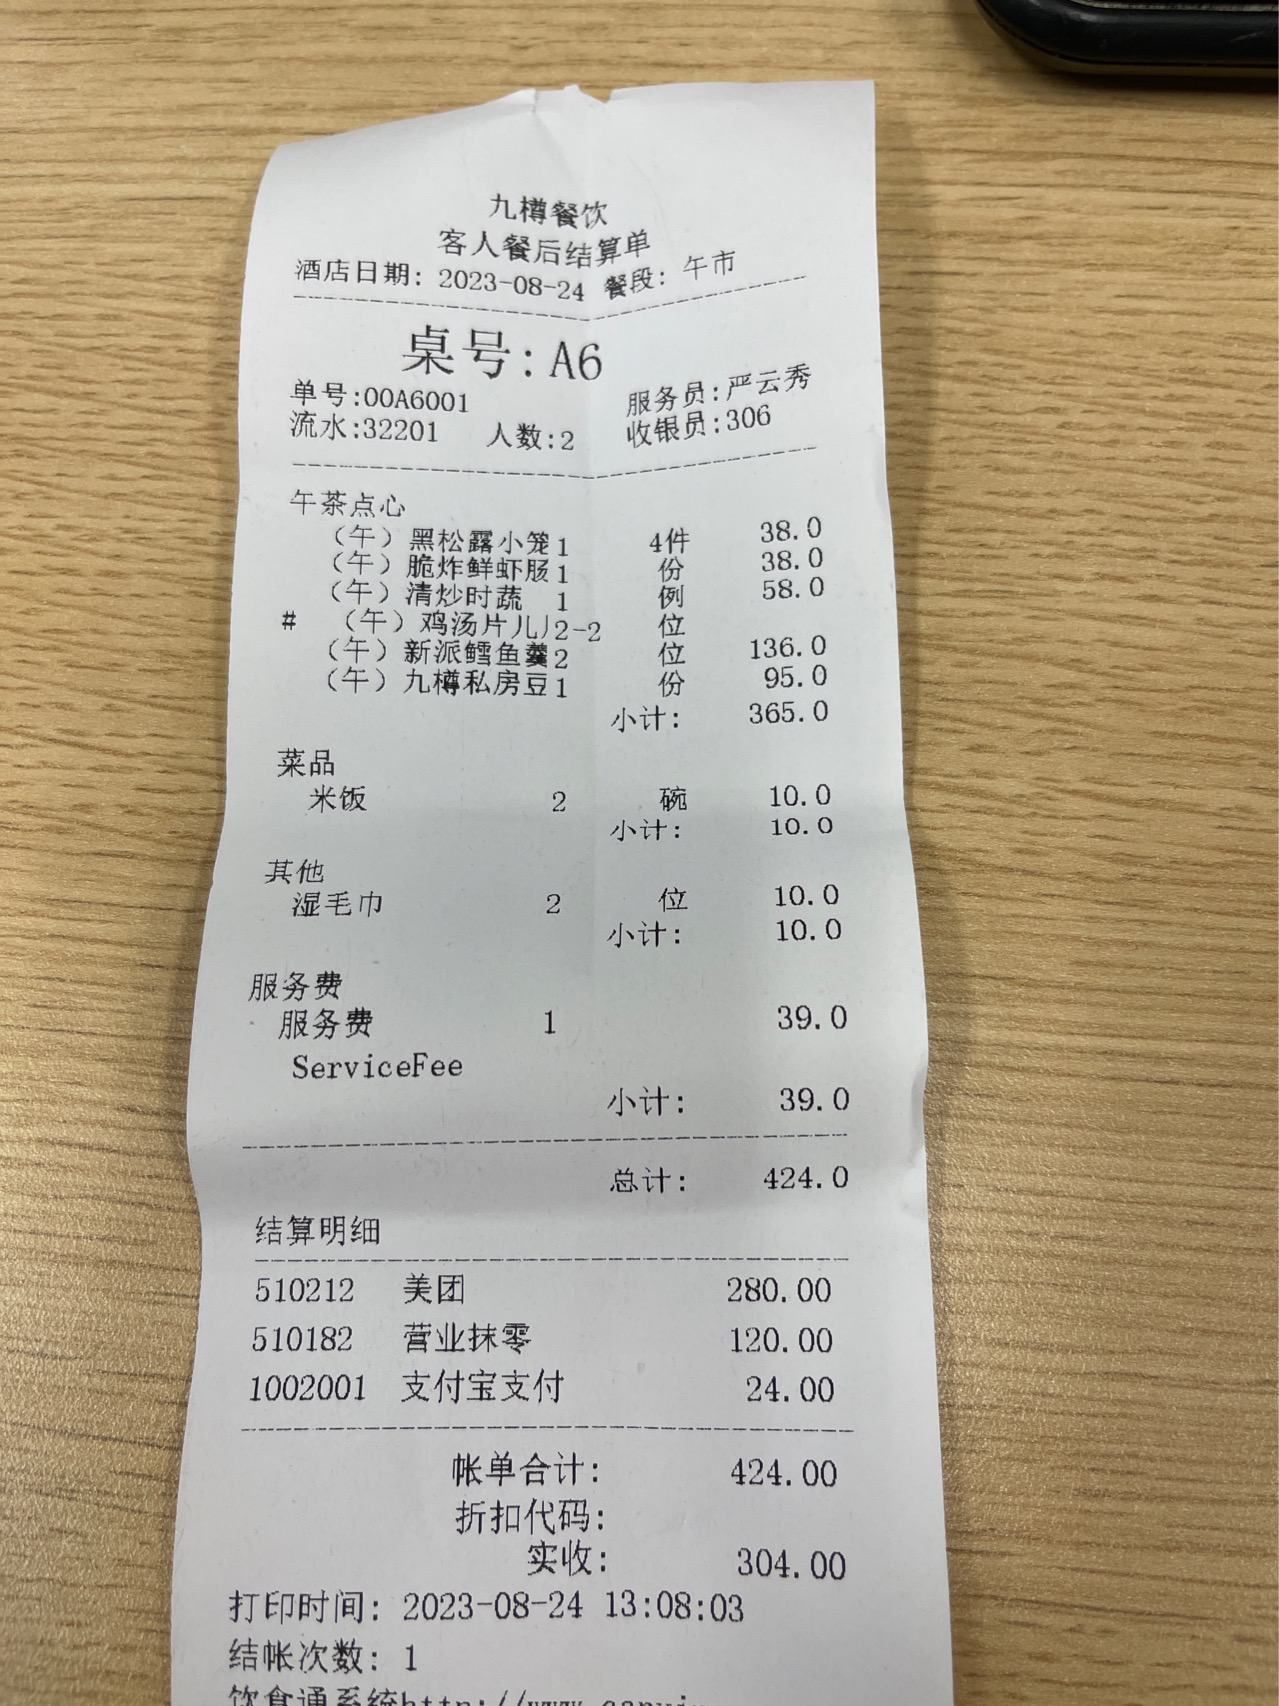 九樽餐饮
客人餐后结算单
酒店日期: 2023-08-24 餐段: 午市
桌号: A6
单号:00A6001 服务员:严云秀
流水:32201 人数:2 收银员:306
午茶点心
(午) 黑松露小笼1 4件 38.0
(午) 脆炸鲜虾肠1 份 38.0
(午) 清炒时蔬 1 例 58.0
# (午) 鸡汤片儿 2-2 位
(午) 新派鳕鱼羹2 位 136.0
(午) 九樽私房豆1 份 95.0
小计: 365.0
菜品
米饭 2 碗 10.0
小计: 10.0
其他
湿毛巾 2 位 10.0
小计: 10.0
服务费
服务费 1 39.0
ServiceFee
小计: 39.0
总计: 424.0
结算明细
510212 美团 280.00
510182 营业抹零 120.00
1002001 支付宝支付 24.00
帐单合计: 424.00
折扣代码:
实收: 304.00
打印时间: 2023-08-24 13:08:03
结帐次数: 1
饮食通系统http://www.